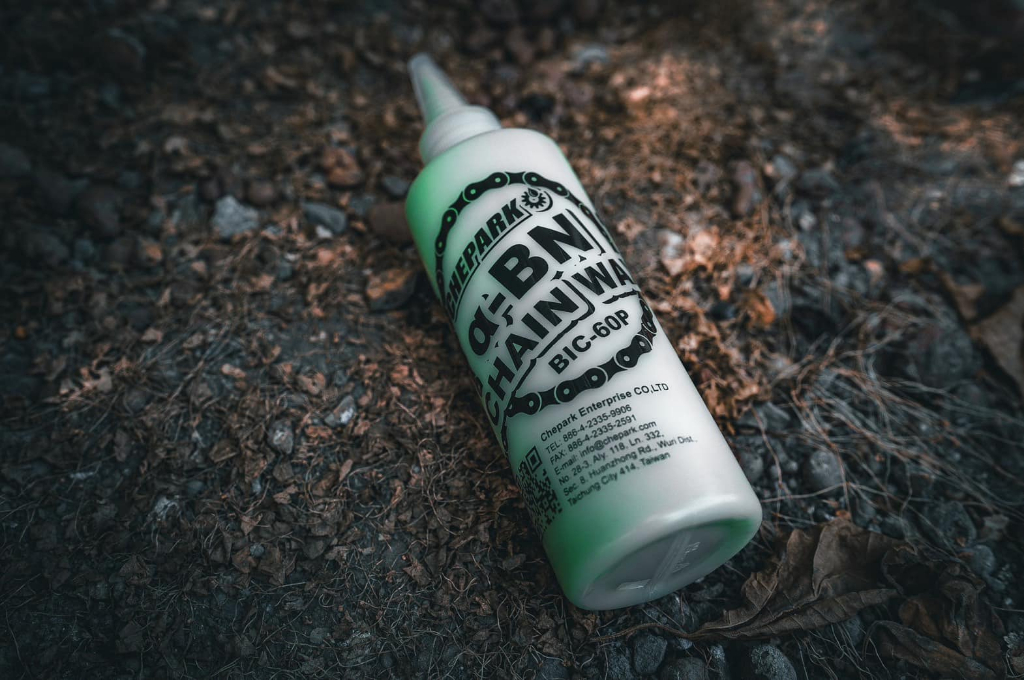 CHEPARK
α-BN
CHAIN WA
BIC-60P
Chepark Enterprise CO,LTD
TEL: 886-4-2335-9906
FAX: 886-4-2335-2591
E-mail: info@chepark.com
No. 28-3, Aly. 118, Ln. 332,
Sec. 8, Huanzhong Rd., Wuri Dist.,
Taichung City 414, Taiwan